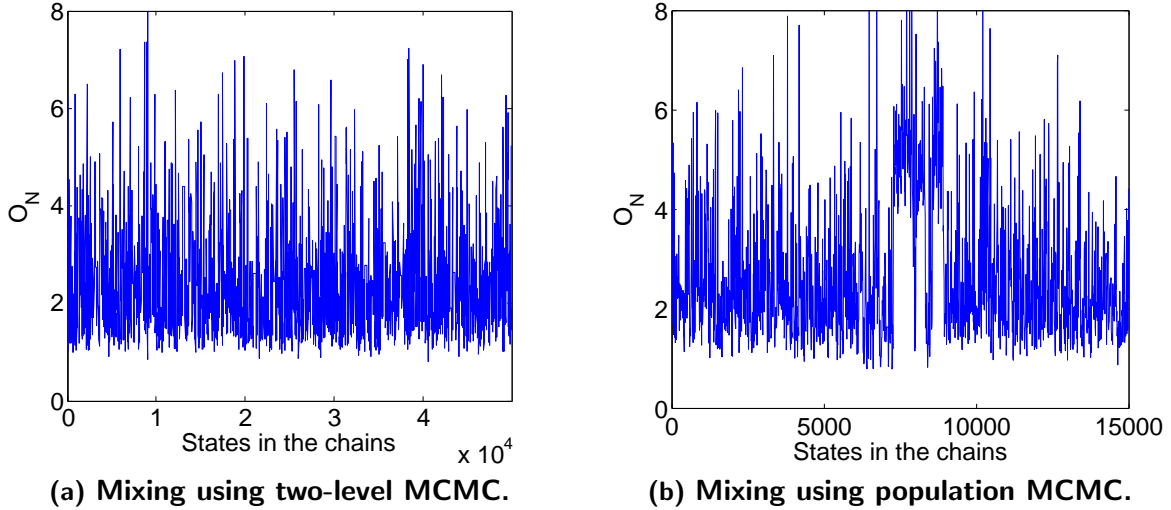 8
6
4
2
0
O_N
0 1 2 3 4
States in the chains
x 10^4
(a) Mixing using two-level MCMC.
8
6
4
2
0
O_N
0 5000 10000 15000
States in the chains
(b) Mixing using population MCMC.